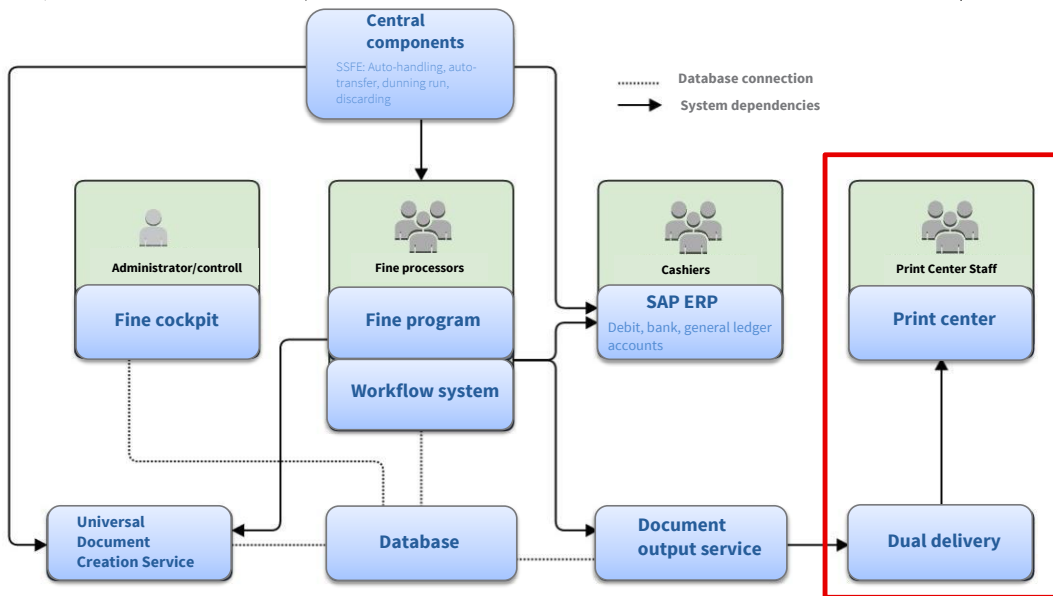 Central
components
SSFE: Auto-handling, auto-
transfer, dunning run,
discarding
Database connection
System dependencies
Administrator/controll
Fine processors
Cashiers
Print Center Staff
Fine cockpit
Fine program
SAP ERP
Debit, bank, general ledger
accounts
Print center
Workflow system
Universal
Document
Creation Service
Database
Document
output service
Dual delivery